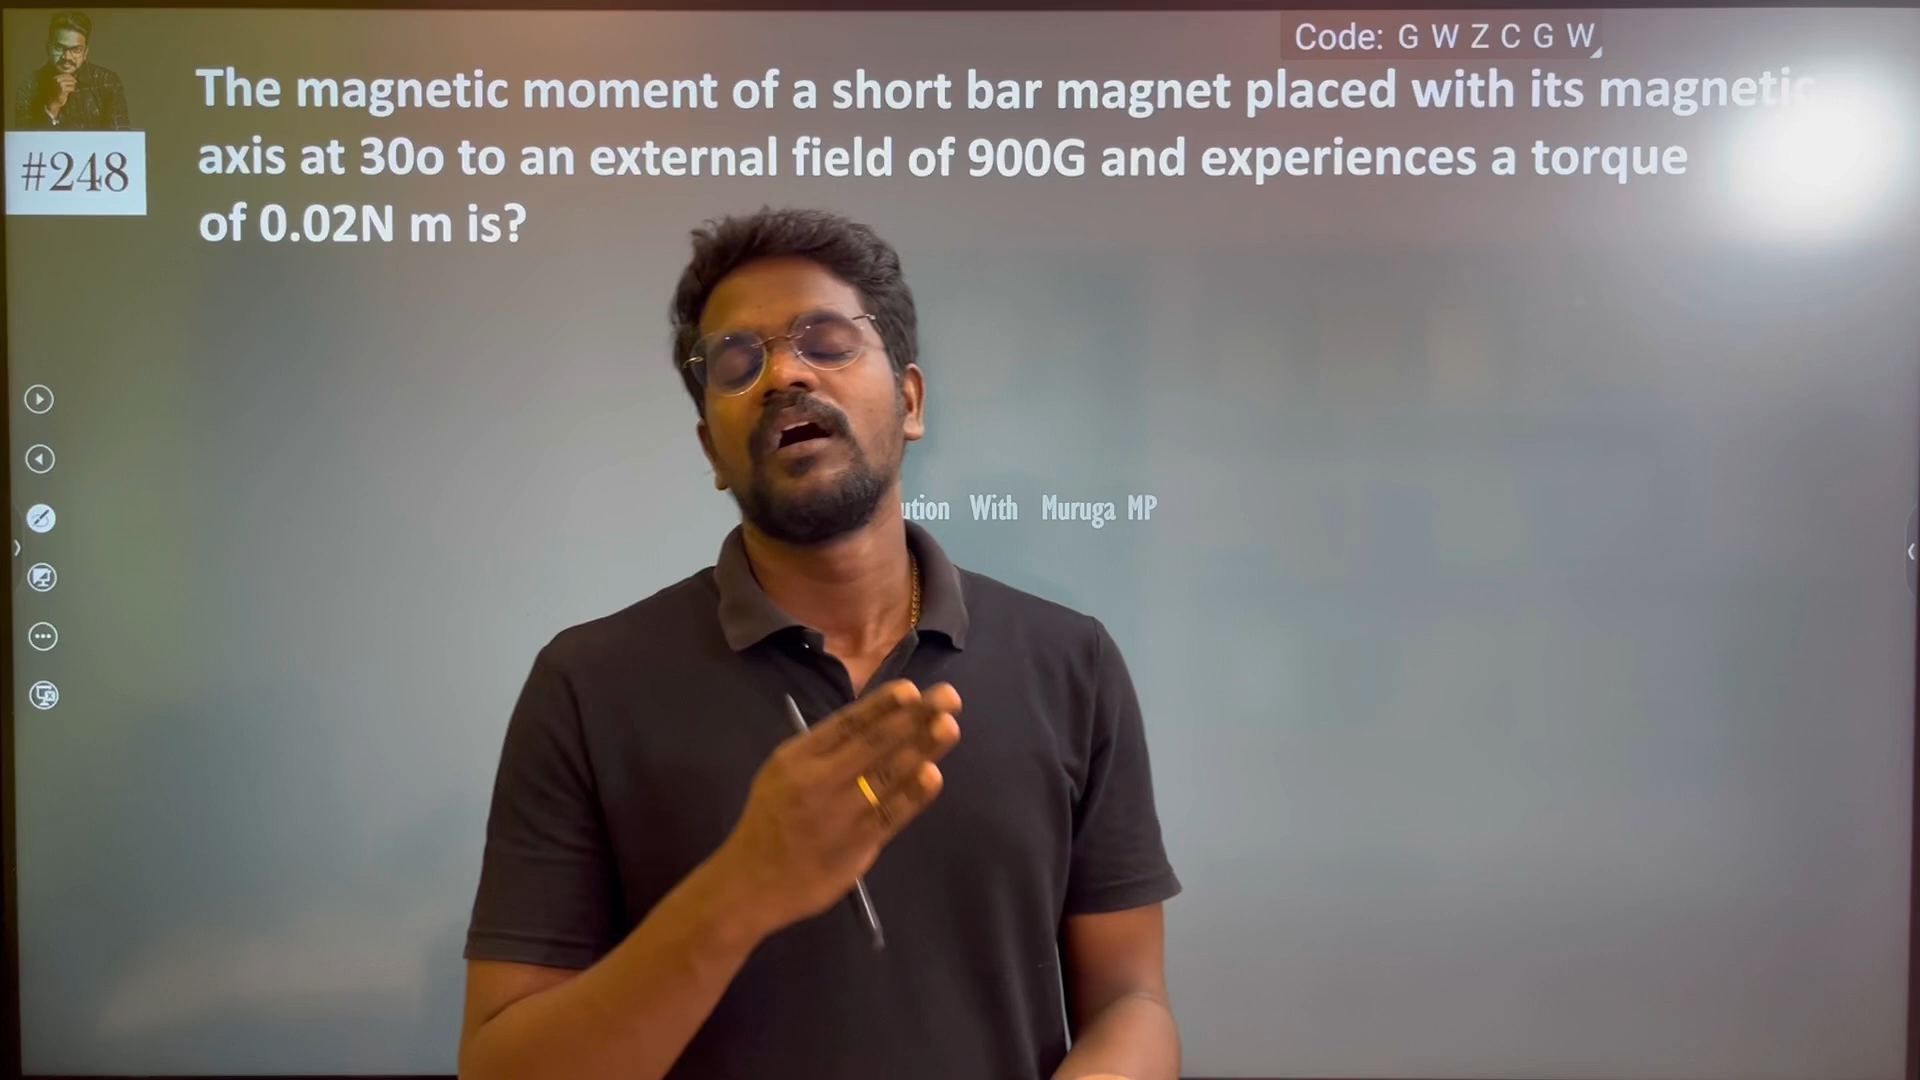 Code: G W Z C G W
The magnetic moment of a short bar magnet placed with its magnetic
axis at 30o to an external field of 900G and experiences a torque
of 0.02N m is?
#248
With Muruga MP